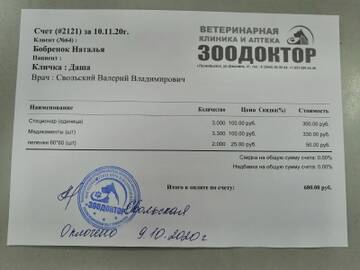 Счет (#2121) за 10.11.20г.
Клиент (№64) :
Бобренок Наталья
Пациент :
Кличка : Даша
Врач : Свольский Валерий Владимирович
ВЕТЕРИНАРНАЯ
КЛИНИКА И АПТЕКА
ЗООДОКТОР
Наименование Количество Цена Скидка(%) Стоимость
Стационар (единица) 3.000 100.00 руб. 300.00 руб.
Медикаменты (шт) 3.300 100.00 руб. 330.00 руб.
пеленки 60*60 (шт) 2.000 25.00 руб. 50.00 руб.
Скидка на общую сумму счета: 0.00%
Надбавка на общую сумму счета: 0.00%
Итого к оплате по счету: 680.00 руб.
ЗООДОКТОР
Свольская
Оплочено 9.10.2020г